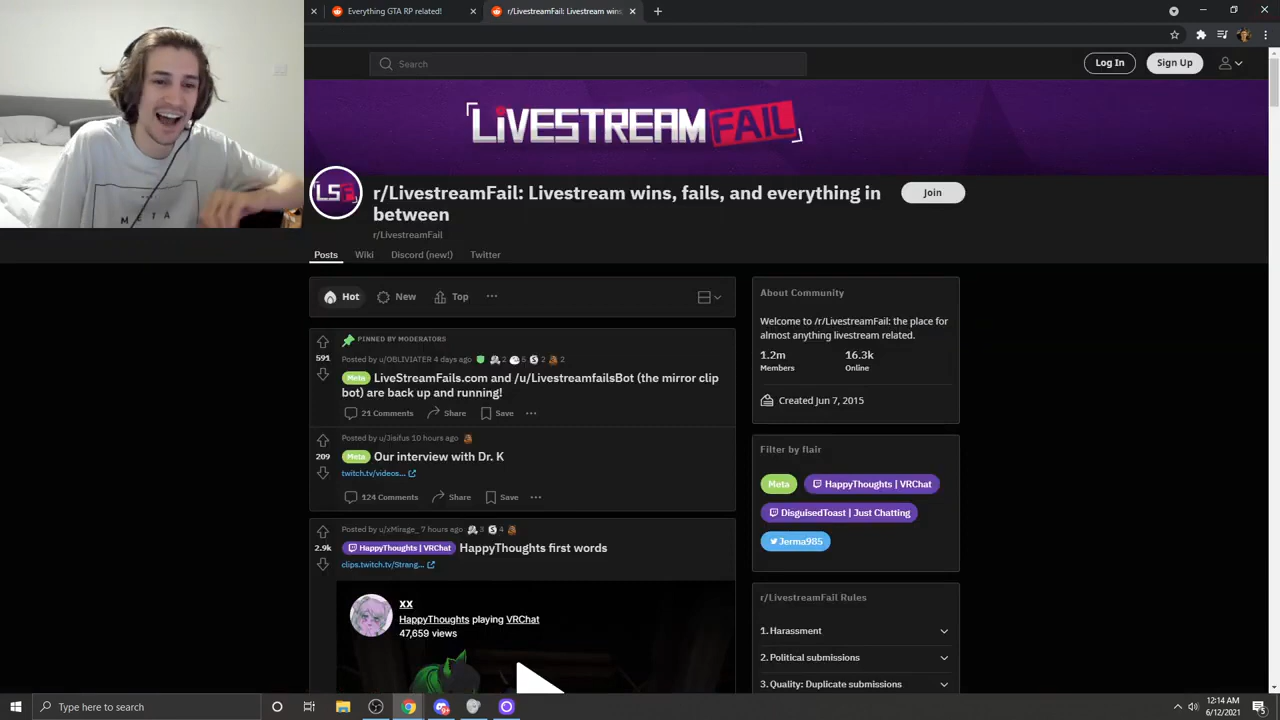 Everything GTA RP related!
r/LivestreamFail: Livestream wins,
Search
Log In
Sign Up
LIVESTREAM FAIL
LSF
META
r/LivestreamFail: Livestream wins, fails, and everything in
between
Join
r/LivestreamFail
Posts
Wiki
Discord (new!)
Twitter
Hot
New
Top
PINNED BY MODERATORS
591
Posted by u/OBLIVIATER 4 days ago
2
6
2
2
Meta LiveStreamFails.com and /u/LivestreamfailsBot (the mirror clip
bot) are back up and running!
21 Comments
Share
Save
Posted by u/Jisifus 10 hours ago
209
Meta Our interview with Dr. K
twitch.tv/videos...
124 Comments
Share
Save
Posted by u/xMirage_ 7 hours ago
3
4
2.9k
HappyThoughts | VRChat HappyThoughts first words
clips.twitch.tv/Strang...
XX
HappyThoughts playing VRChat
47,659 views
About Community
Welcome to /r/LivestreamFail: the place for
almost anything livestream related.
1.2m
16.3k
Members
Online
Created Jun 7, 2015
Filter by flair
Meta
HappyThoughts | VRChat
DisguisedToast | Just Chatting
Jerma985
r/LivestreamFail Rules
1. Harassment
2. Political submissions
3. Quality: Duplicate submissions
Type here to search
12:14 AM
6/12/2021